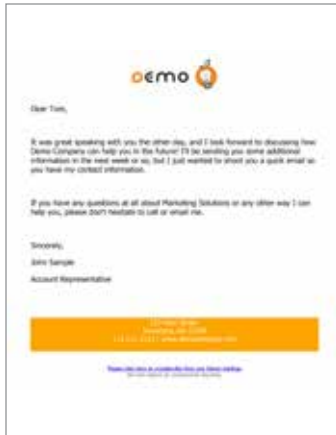 DEMO
Dear Tom,
It was great speaking with you the other day, and I look forward to discussing how
Demo Company can help you in the future! I'll be sending you some additional
information in the next week or so, but I just wanted to shoot you a quick email so
you have my contact information.
If you have any questions at all about Marketing Solutions or any other way I can
help you, please don't hesitate to call or email me.
Sincerely,
John Sample
Account Representative